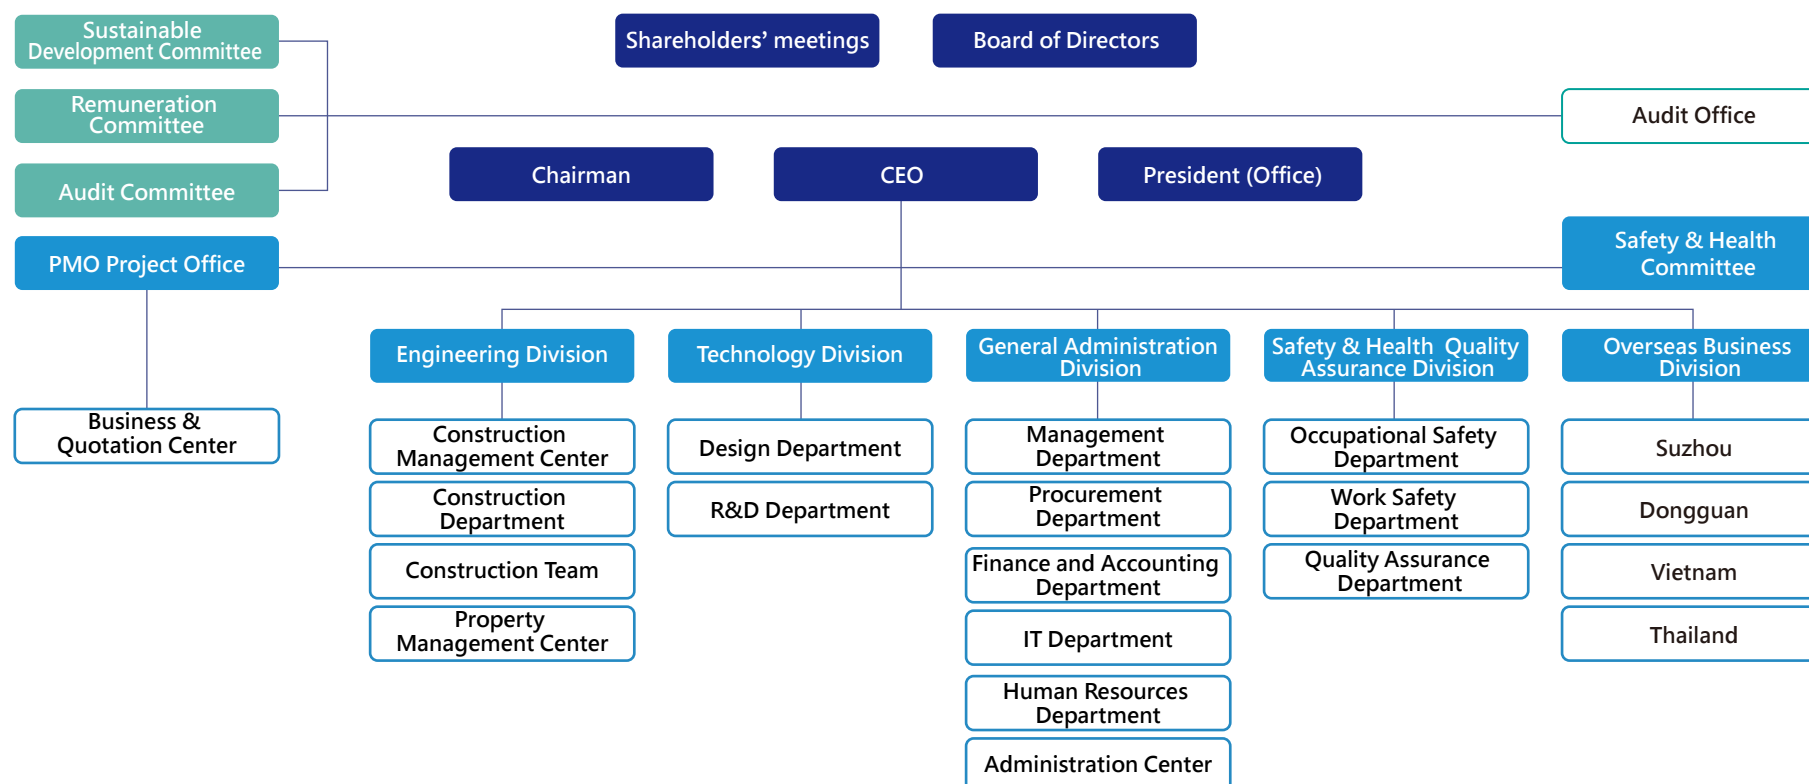 Sustainable
Development Committee
Shareholders’ meetings
Board of Directors
Remuneration
Committee
Audit Office
Audit Committee
Chairman
CEO
President (Office)
PMO Project Office
Safety & Health
Committee
Business &
Quotation Center
Engineering Division
Construction
Management Center
Construction
Department
Construction Team
Property
Management Center
Technology Division
Design Department
R&D Department
General Administration
Division
Management
Department
Procurement
Department
Finance and Accounting
Department
IT Department
Human Resources
Department
Administration Center
Safety & Health Quality
Assurance Division
Occupational Safety
Department
Work Safety
Department
Quality Assurance
Department
Overseas Business
Division
Suzhou
Dongguan
Vietnam
Thailand